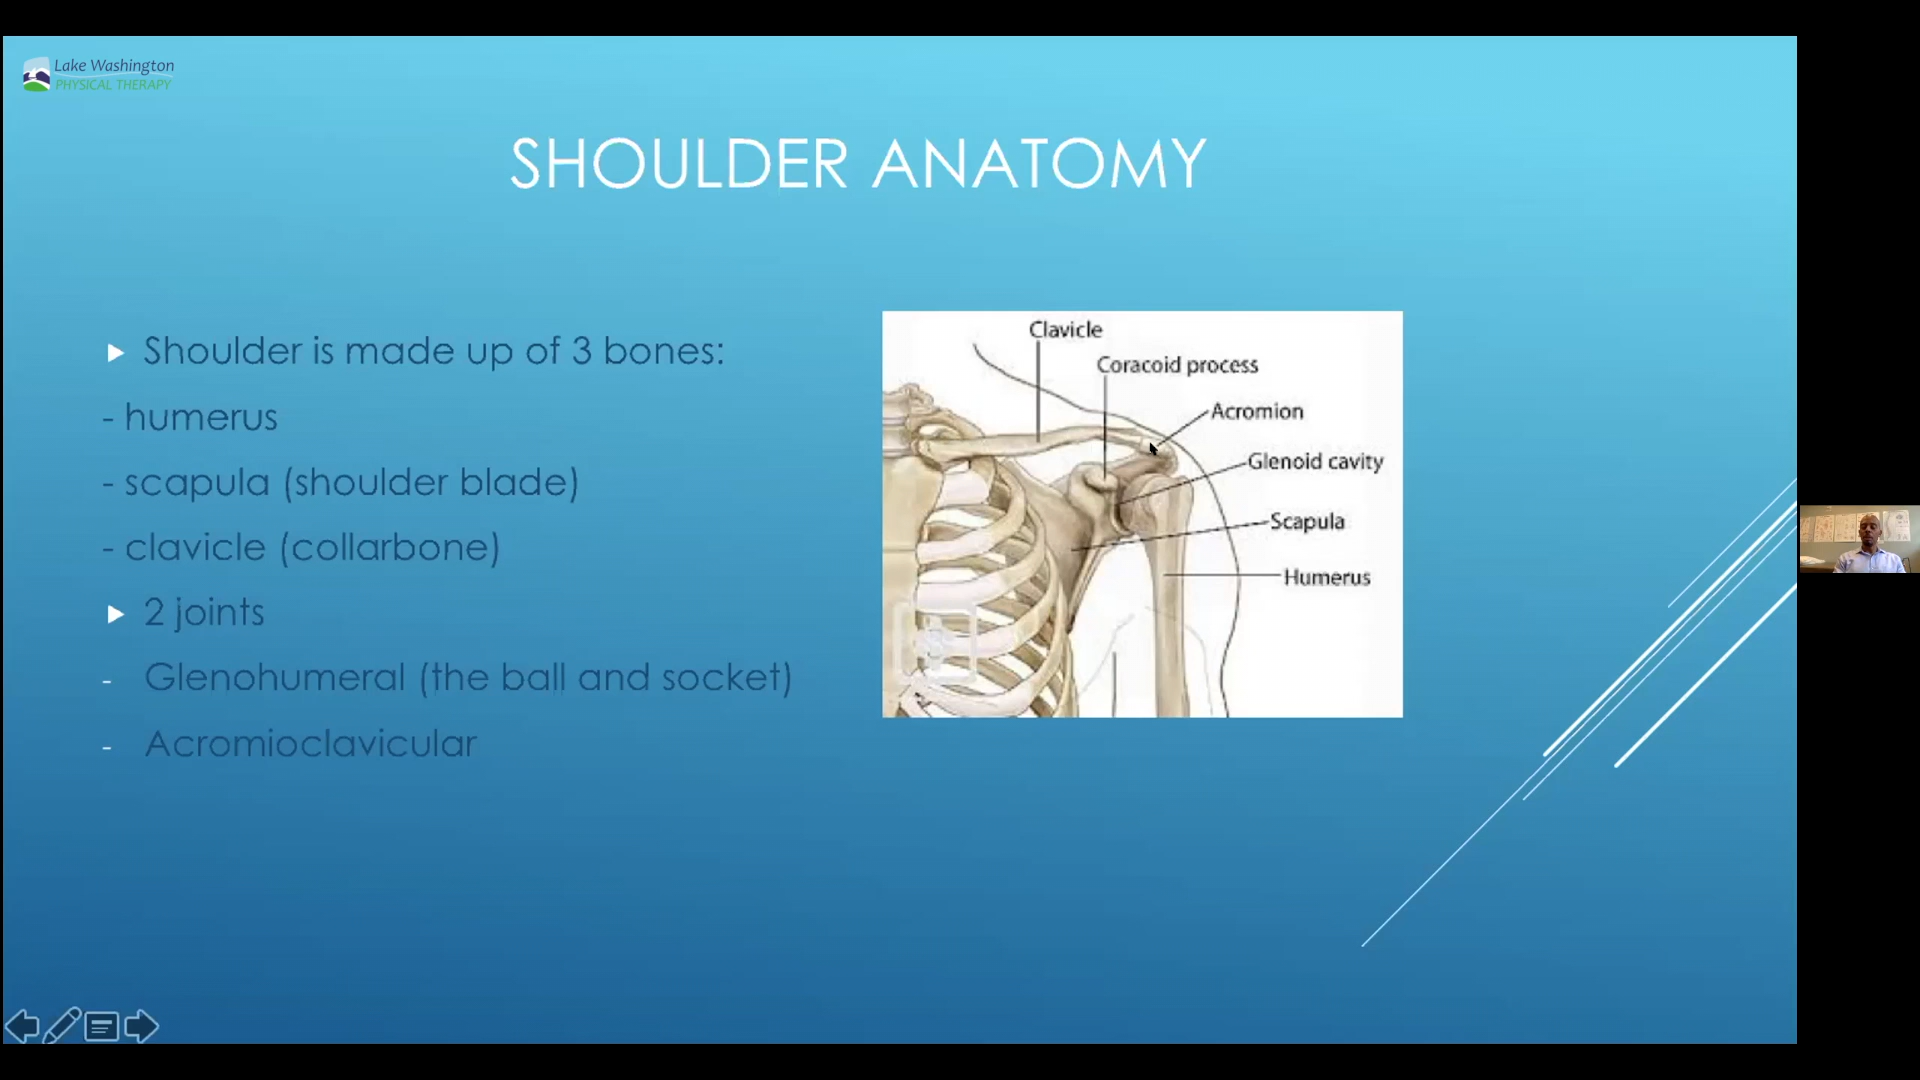 Lake Washington
PHYSICAL THERAPY
SHOULDER ANATOMY
Shoulder is made up of 3 bones:
- humerus
- scapula (shoulder blade)
- clavicle (collarbone)
2 joints
- Glenohumeral (the ball and socket)
- Acromioclavicular
Clavicle
Coracoid process
Acromion
Glenoid cavity
Scapula
Humerus